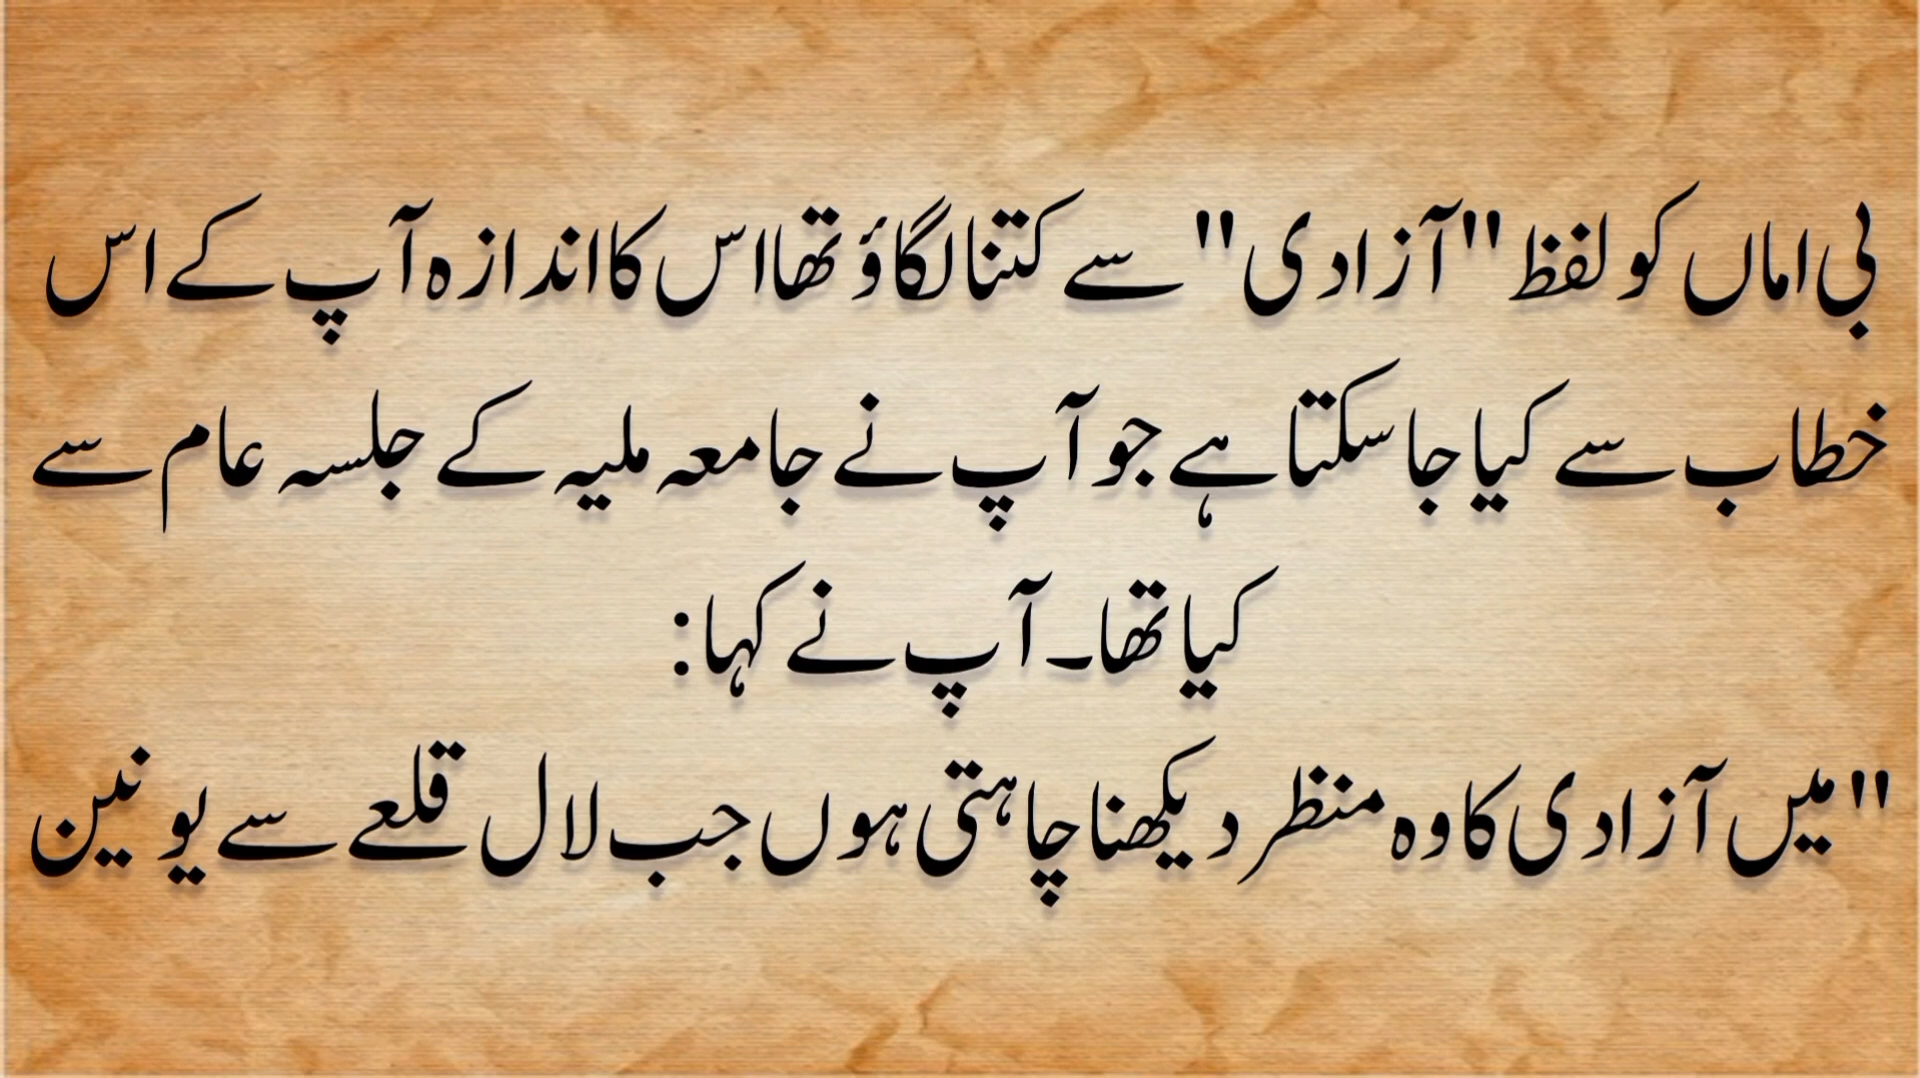 بی اماں کو لفظ "آزادی" سے کتنا لگاؤ تھا اس کا اندازہ آپ کے اس
خطاب سے کیا جاسکتا ہے جو آپ نے جامعہ ملیہ کے جلسہ عام سے
کیا تھا۔ آپ نے کہا:
"میں آزادی کا وہ منظر دیکھنا چاہتی ہوں جب لال قلعے سے یونین